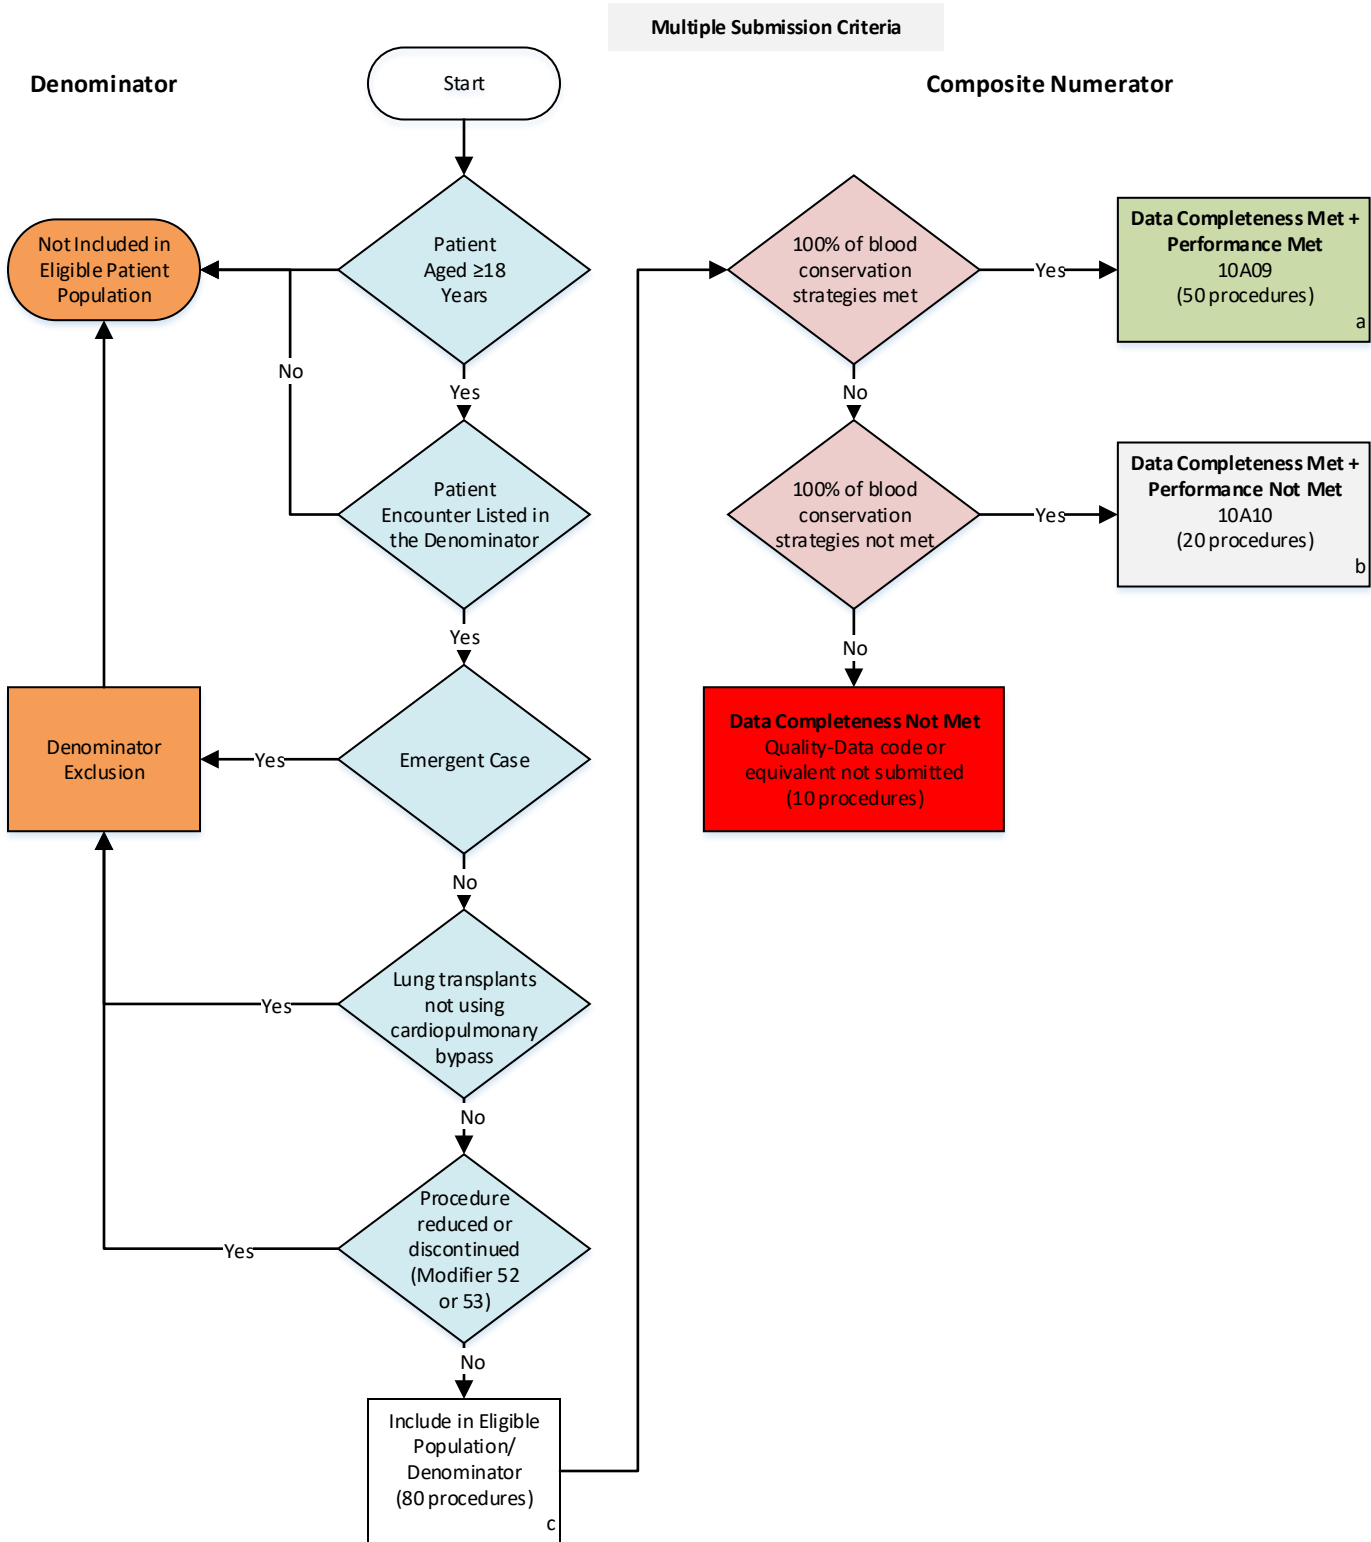 Multiple Submission Criteria
Denominator
Start
Composite Numerator
Patient
Aged ≥18
Years
Not Included in
Eligible Patient
Population
No
Yes
Patient
Encounter Listed in
the Denominator
Yes
Emergent Case
Yes
Denominator
Exclusion
No
Lung transplants
not using
cardiopulmonary
bypass
Yes
No
Procedure
reduced or
discontinued
(Modifier 52
or 53)
Yes
No
Include in Eligible
Population/
Denominator
(80 procedures)
c
100% of blood
conservation
strategies met
Yes
Data Completeness Met +
Performance Met
10A09
(50 procedures)
a
No
100% of blood
conservation
strategies not met
Yes
Data Completeness Met +
Performance Not Met
10A10
(20 procedures)
b
No
Data Completeness Not Met
Quality-Data code or
equivalent not submitted
(10 procedures)